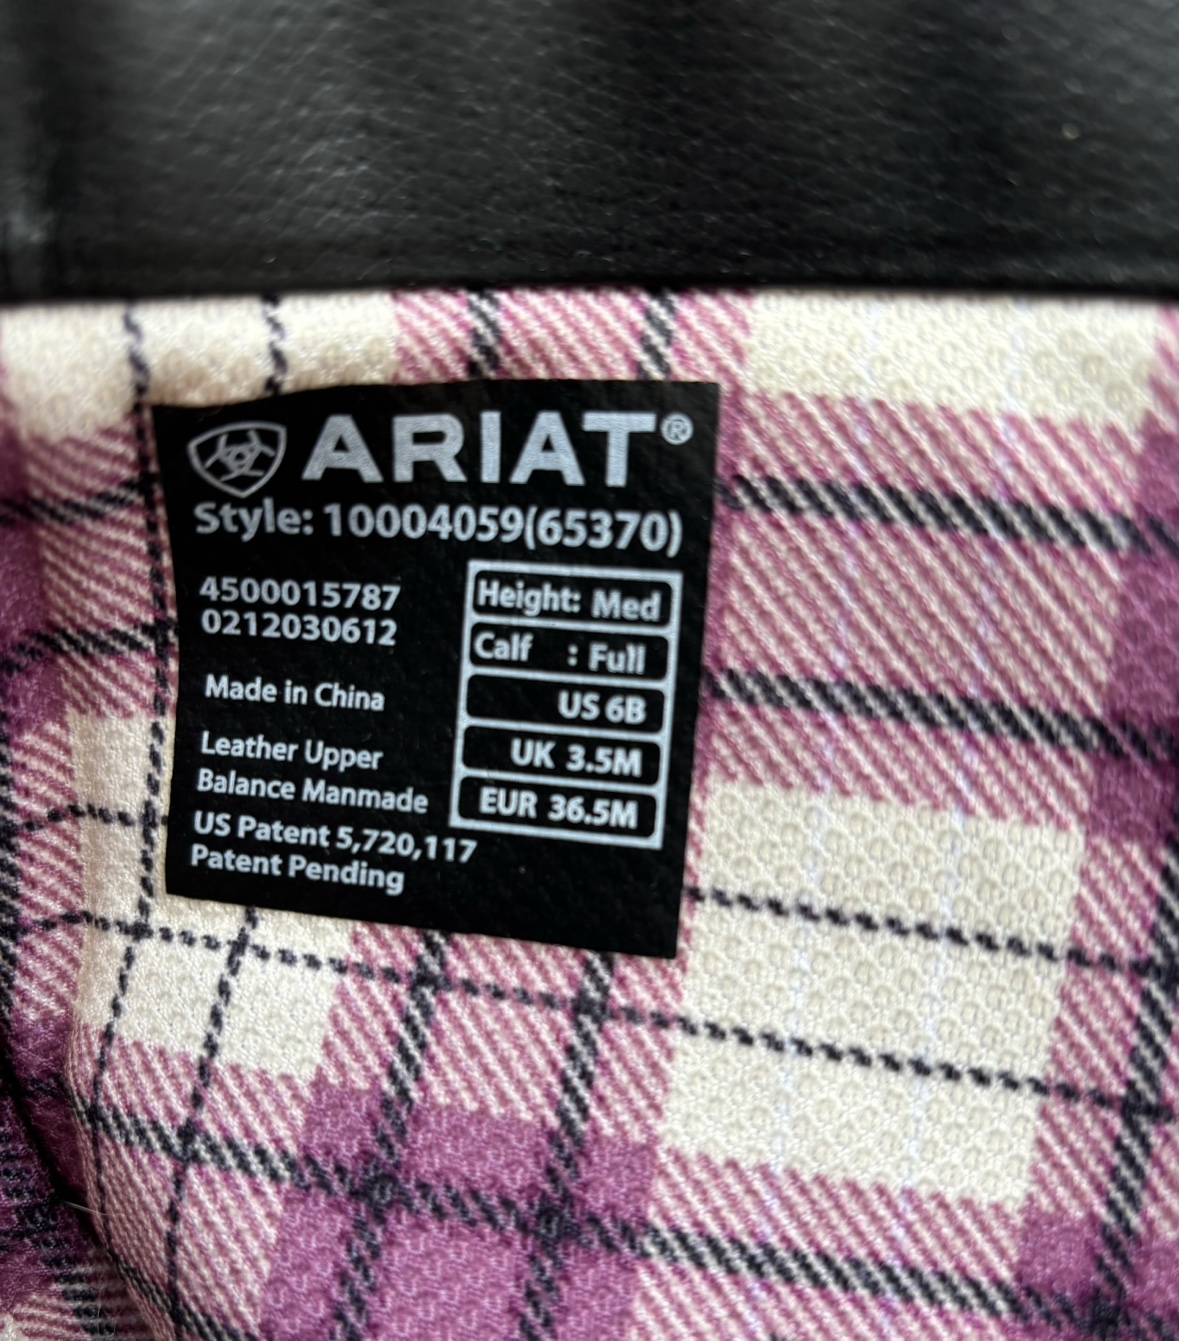 ARIAT®
Style: 10004059(65370)
4500015787
0212030612
Made in China
Leather Upper
Balance Manmade
US Patent 5,720,117
Patent Pending
Height: Med
Calf : Full
US 6B
UK 3.5M
EUR 36.5M